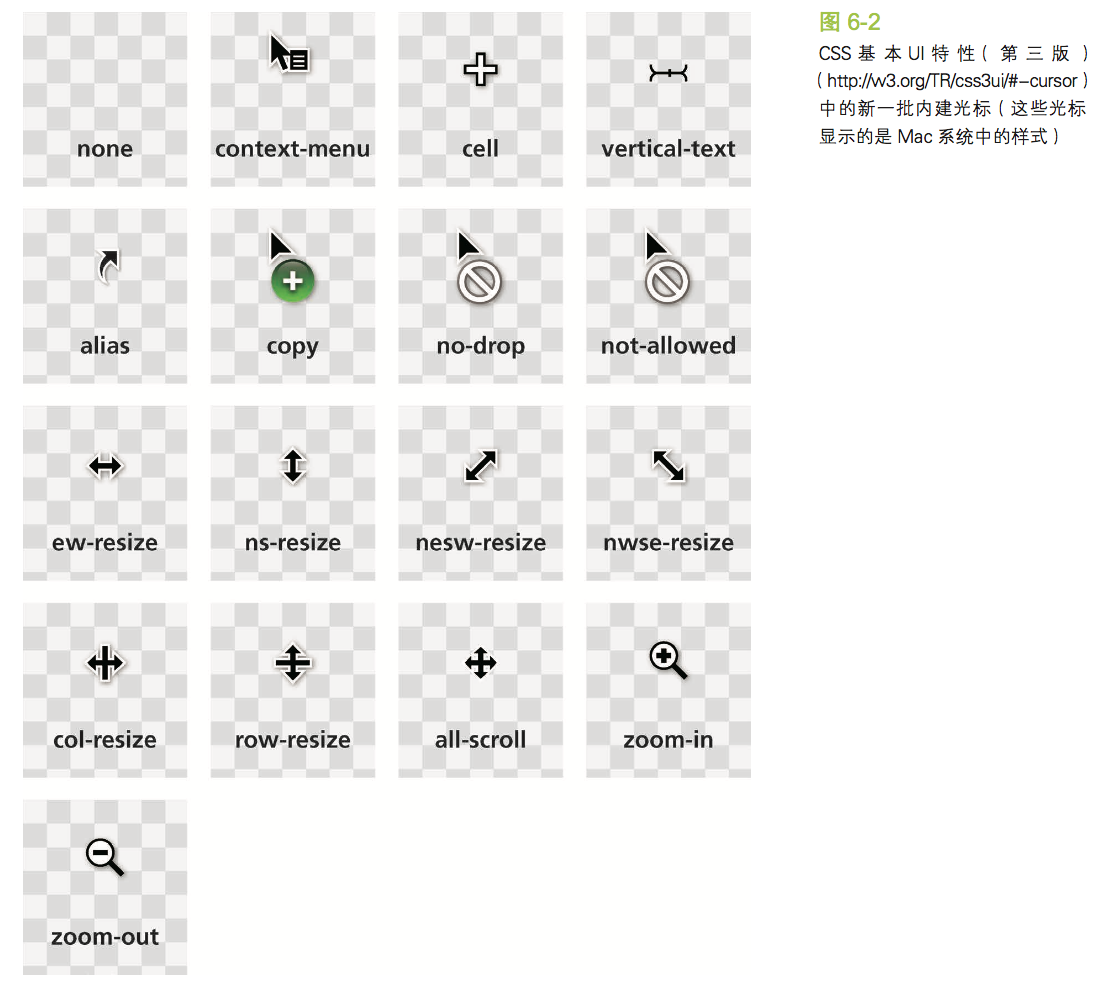 none
context-menu
cell
vertical-text
alias
copy
no-drop
not-allowed
ew-resize
ns-resize
nesw-resize
nwse-resize
col-resize
row-resize
all-scroll
zoom-in
zoom-out
图 6-2
CSS 基本 UI 特性（第三版）
（http://w3.org/TR/css3ui/#–cursor）
中的新一批内建光标（这些光标
显示的是 Mac 系统中的样式）